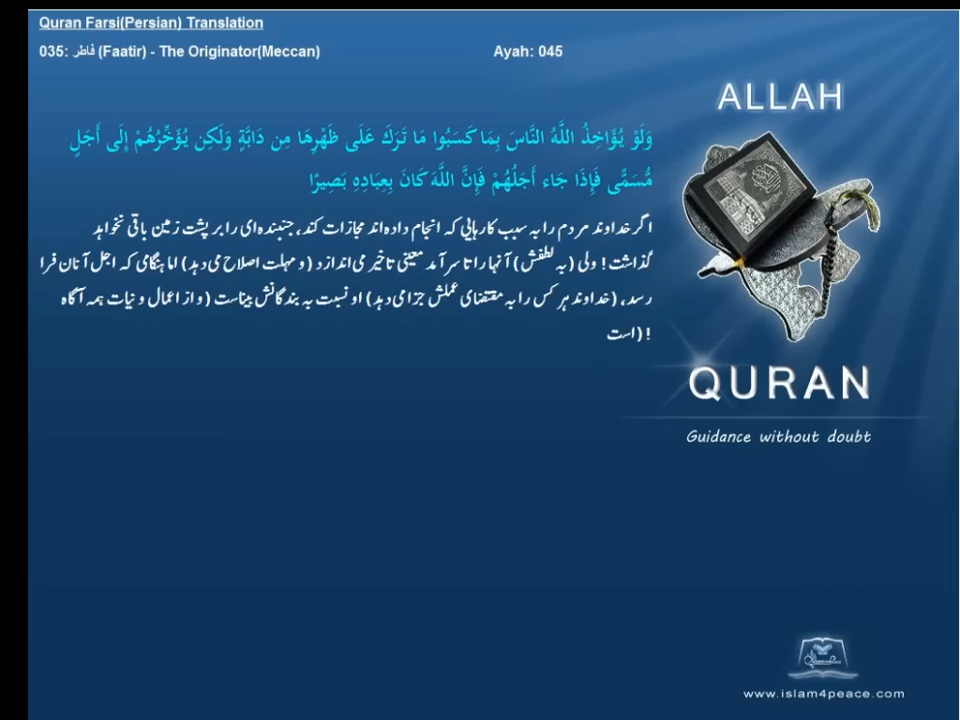 Quran Farsi(Persian) Translation
035: فاطر (Faatir) - The Originator(Meccan) Ayah: 045
ALLAH
وَلَوْ يُؤَاخِذُ اللَّهُ النَّاسَ بِمَا كَسَبُوا مَا تَرَكَ عَلَى ظَهْرِهَا مِن دَابَّةٍ وَلَكِن يُؤَخِّرُهُمْ إِلَى أَجَلٍ
مُّسَمًّى فَإِذَا جَاء أَجَلُهُمْ فَإِنَّ اللَّهَ كَانَ بِعِبَادِهِ بَصِيرًا
اگر خداوند مردم را به سبب کارهایی که انجام داده‌اند مجازات کند، جنبنده‌ای را بر پشت زمین باقی نخواهد
گذاشت! ولی (به لطفش) آنها را تا سرآمد معینی تاخیر می‌اندازد (و مهلت اصلاح می‌دهد) اما هنگامی که اجل آنان فرا
رسد، (خداوند هر کس را به مقتضای عملش جزا می‌دهد) او نسبت به بندگانش بیناست (و از اعمال و نیات همه آگاه
! (است
QURAN
Guidance without doubt
www.islam4peace.com